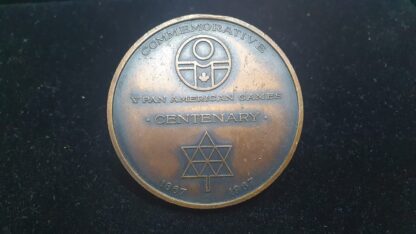 COMMEMORATIVE
V PAN AMERICAN GAMES
• CENTENARY •
1867 1967